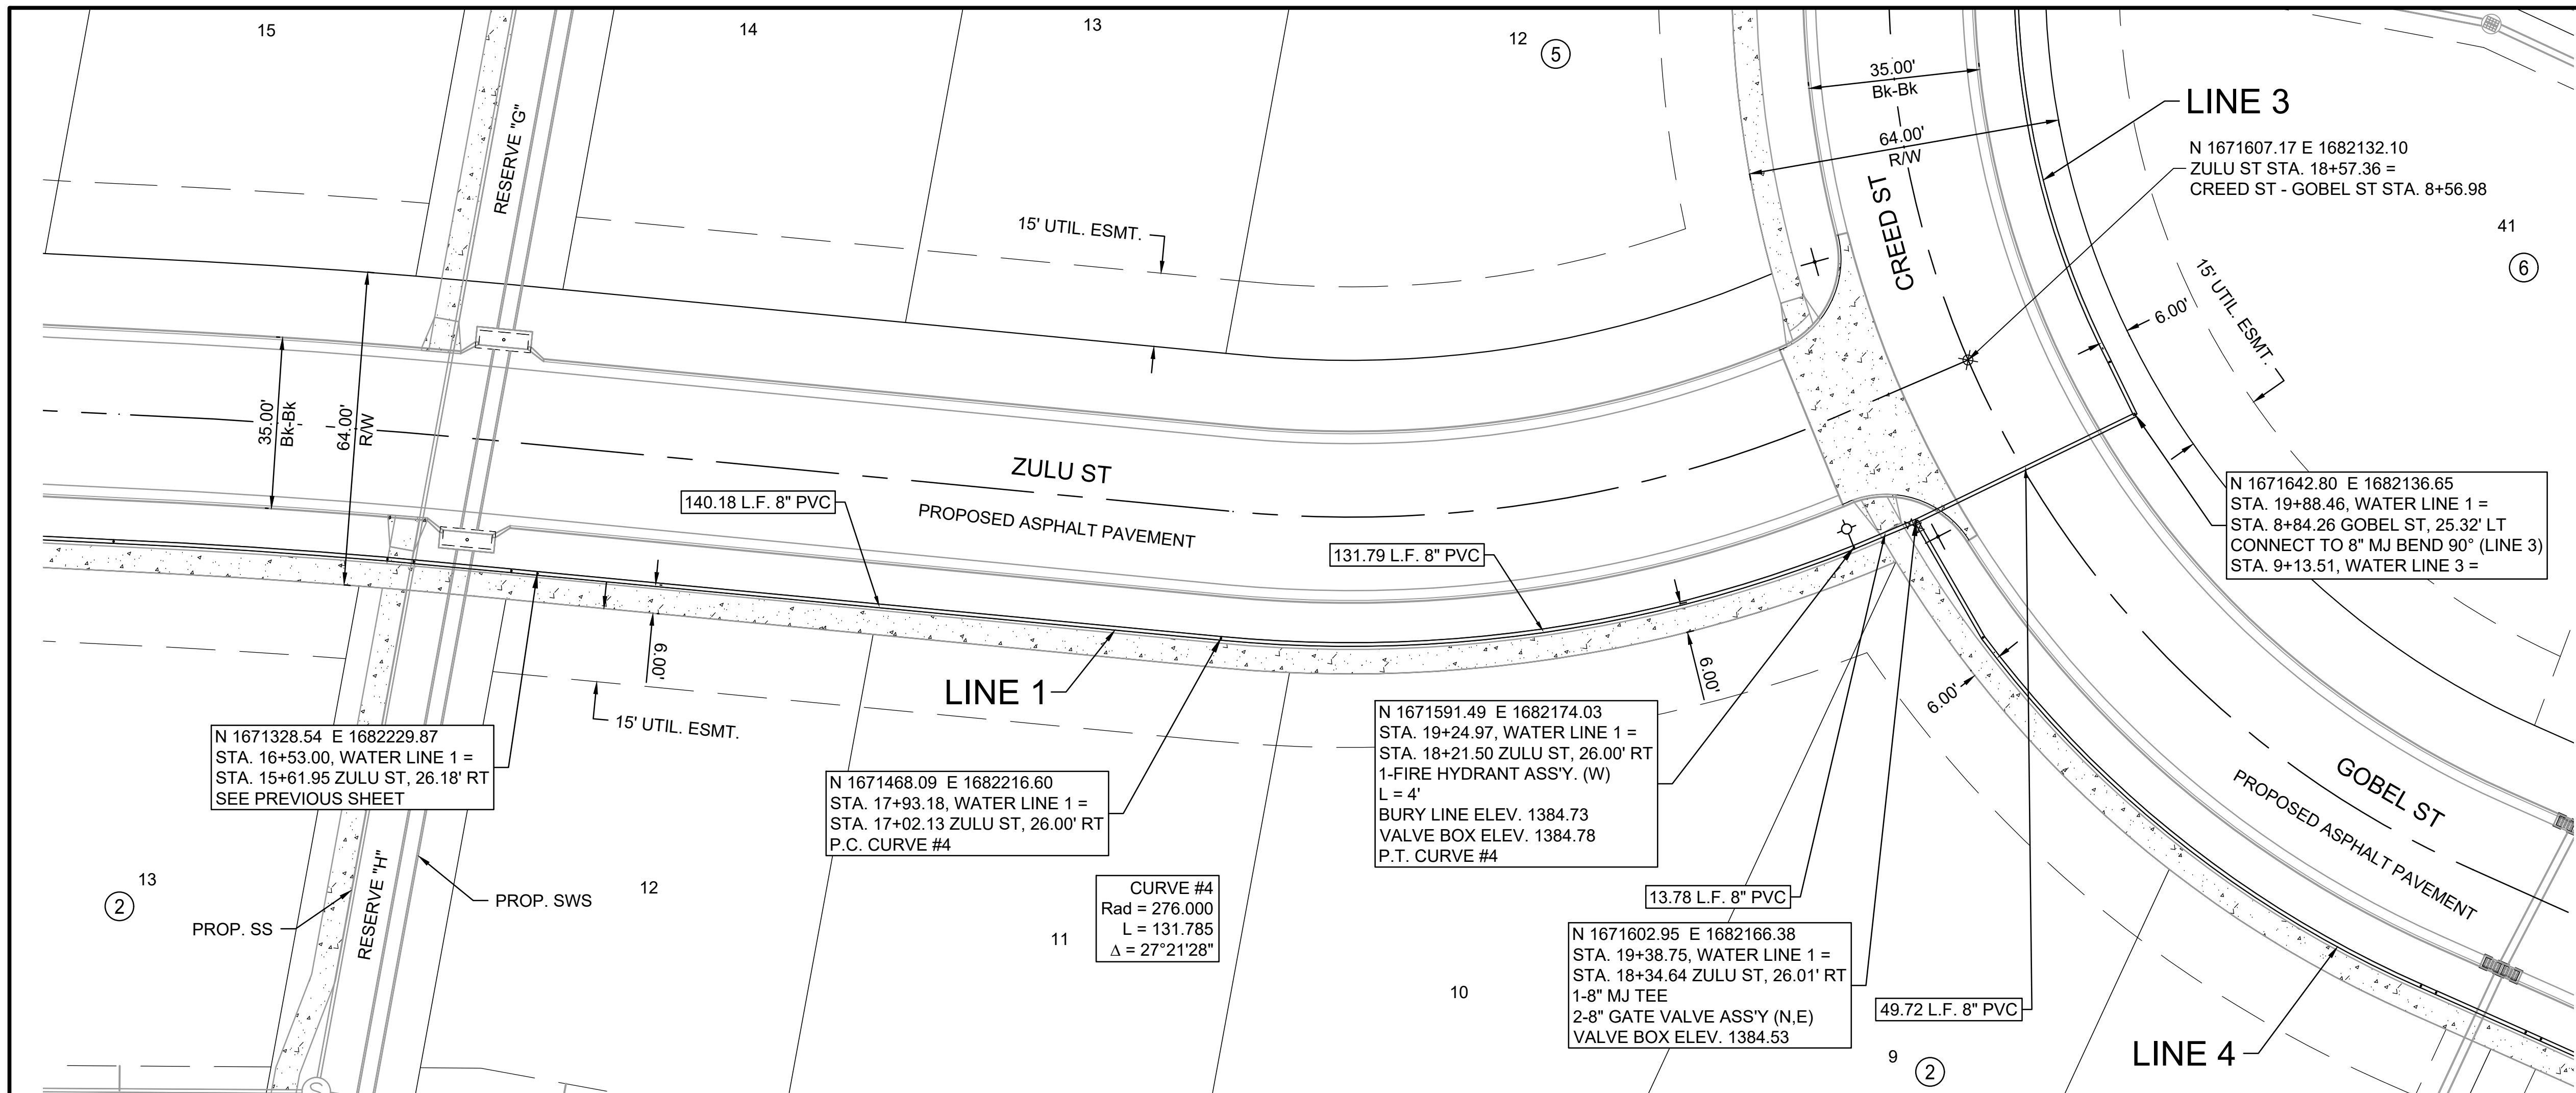 15
14
13
12
5
RESERVE "G"
15' UTIL. ESMT.
35.00'
Bk-Bk
64.00'
R/W
CREED ST
LINE 3
N 1671607.17 E 1682132.10
ZULU ST STA. 18+57.36 =
CREED ST - GOBEL ST STA. 8+56.98
41
6
15' UTIL. ESMT.
6.00'
35.00'
Bk-Bk
64.00'
R/W
ZULU ST
PROPOSED ASPHALT PAVEMENT
140.18 L.F. 8" PVC
131.79 L.F. 8" PVC
N 1671642.80 E 1682136.65
STA. 19+88.46, WATER LINE 1 =
STA. 8+84.26 GOBEL ST, 25.32' LT
CONNECT TO 8" MJ BEND 90° (LINE 3)
STA. 9+13.51, WATER LINE 3 =
6.00'
LINE 1
15' UTIL. ESMT.
6.00'
6.00'
N 1671328.54 E 1682229.87
STA. 16+53.00, WATER LINE 1 =
STA. 15+61.95 ZULU ST, 26.18' RT
SEE PREVIOUS SHEET
N 1671468.09 E 1682216.60
STA. 17+93.18, WATER LINE 1 =
STA. 17+02.13 ZULU ST, 26.00' RT
P.C. CURVE #4
N 1671591.49 E 1682174.03
STA. 19+24.97, WATER LINE 1 =
STA. 18+21.50 ZULU ST, 26.00' RT
1-FIRE HYDRANT ASS'Y. (W)
L = 4'
BURY LINE ELEV. 1384.73
VALVE BOX ELEV. 1384.78
P.T. CURVE #4
GOBEL ST
PROPOSED ASPHALT PAVEMENT
13
2
PROP. SS
RESERVE "H"
PROP. SWS
12
11
CURVE #4
Rad = 276.000
L = 131.785
Δ = 27°21'28"
13.78 L.F. 8" PVC
10
N 1671602.95 E 1682166.38
STA. 19+38.75, WATER LINE 1 =
STA. 18+34.64 ZULU ST, 26.01' RT
1-8" MJ TEE
2-8" GATE VALVE ASS'Y (N,E)
VALVE BOX ELEV. 1384.53
49.72 L.F. 8" PVC
9
2
LINE 4
S